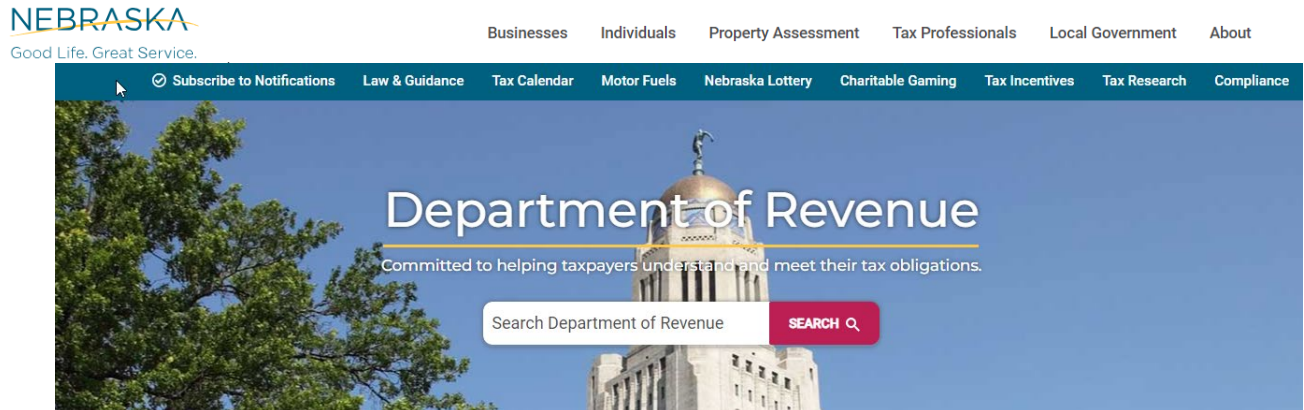 NEBRASKA
Good Life. Great Service.
Businesses Individuals Property Assessment Tax Professionals Local Government About
Subscribe to Notifications Law & Guidance Tax Calendar Motor Fuels Nebraska Lottery Charitable Gaming Tax Incentives Tax Research Compliance
Department of Revenue
Committed to helping taxpayers understand and meet their tax obligations.
Search Department of Revenue SEARCH